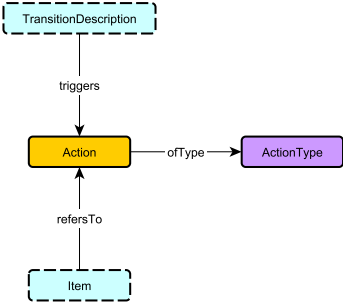 TransitionDescription
triggers
Action
ofType
ActionType
refersTo
Item